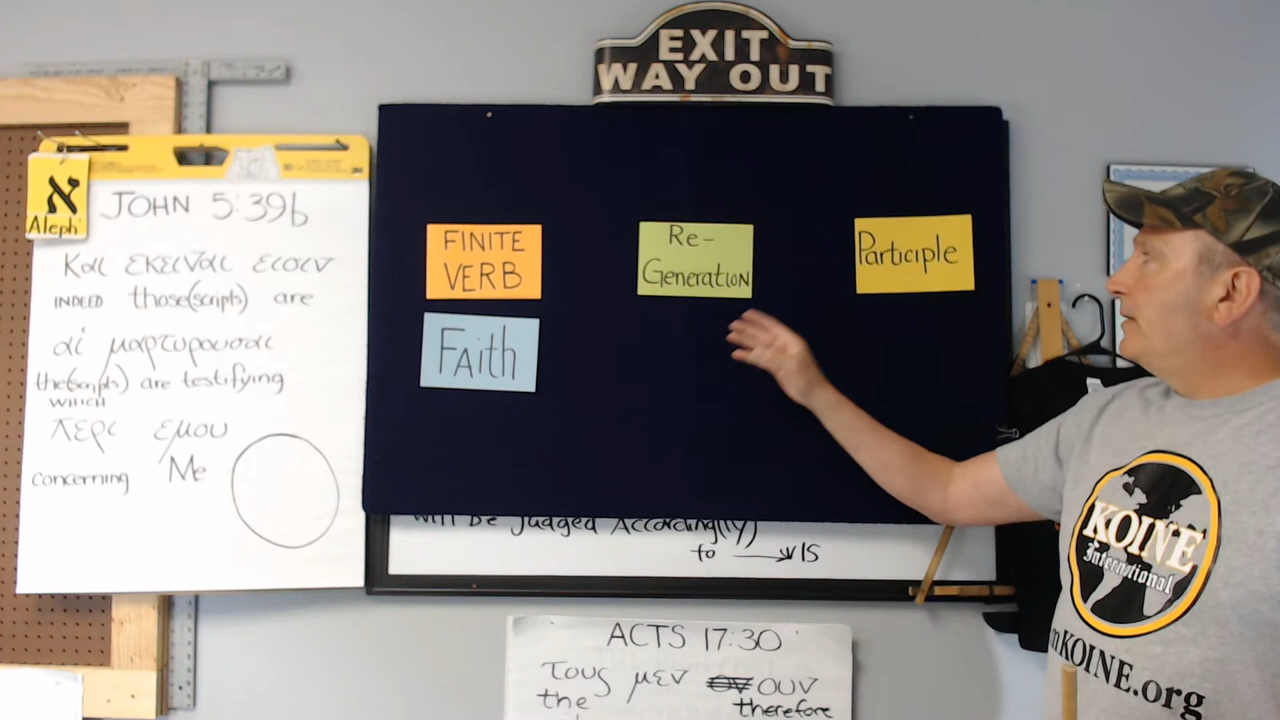 EXIT
WAY OUT
א
Aleph
JOHN 5:39b
Και εκειναι εισιν
INDEED those(scripts) are
αἱ μαρτυρουσαι
the(scripts) are testifying
WHICH
περι εμου
concerning Me
FINITE
VERB
Re-
Generation
Participle
Faith
will be Judged According(ly)
to → IS
ACTS 17:30
τους μεν ουν
the therefore
KOINE
International
KOINE.org